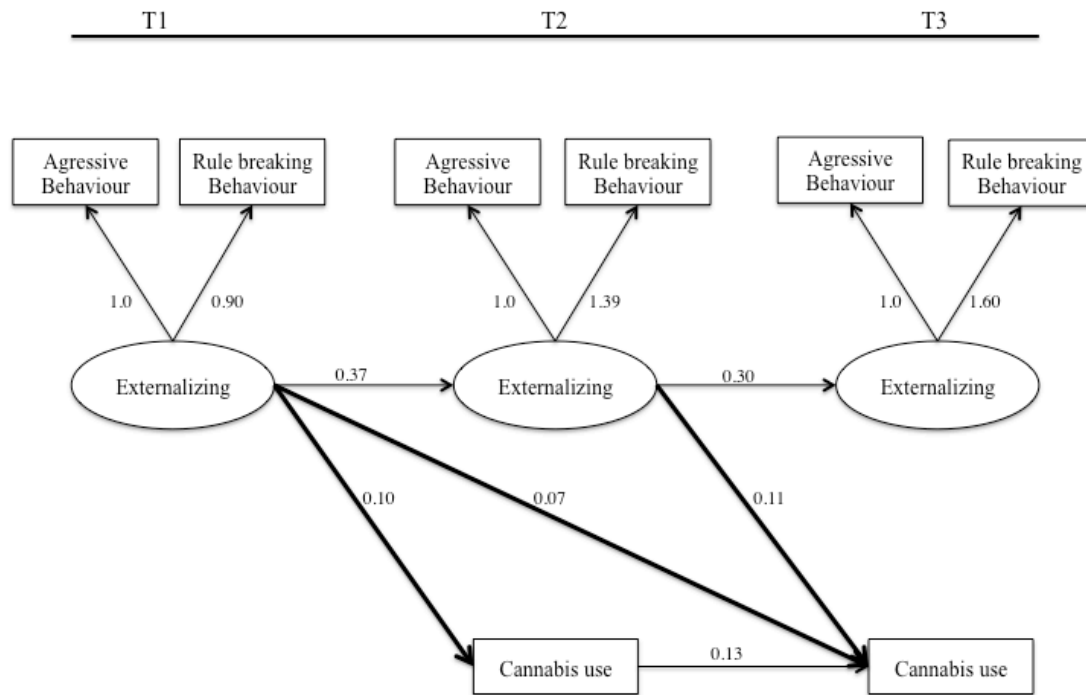 T1
T2
T3
Agressive
Behaviour
Rule breaking
Behaviour
Agressive
Behaviour
Rule breaking
Behaviour
Agressive
Behaviour
Rule breaking
Behaviour
1.0
0.90
1.0
1.39
1.0
1.60
Externalizing
0.37
Externalizing
0.30
Externalizing
0.10
0.07
0.11
Cannabis use
0.13
Cannabis use